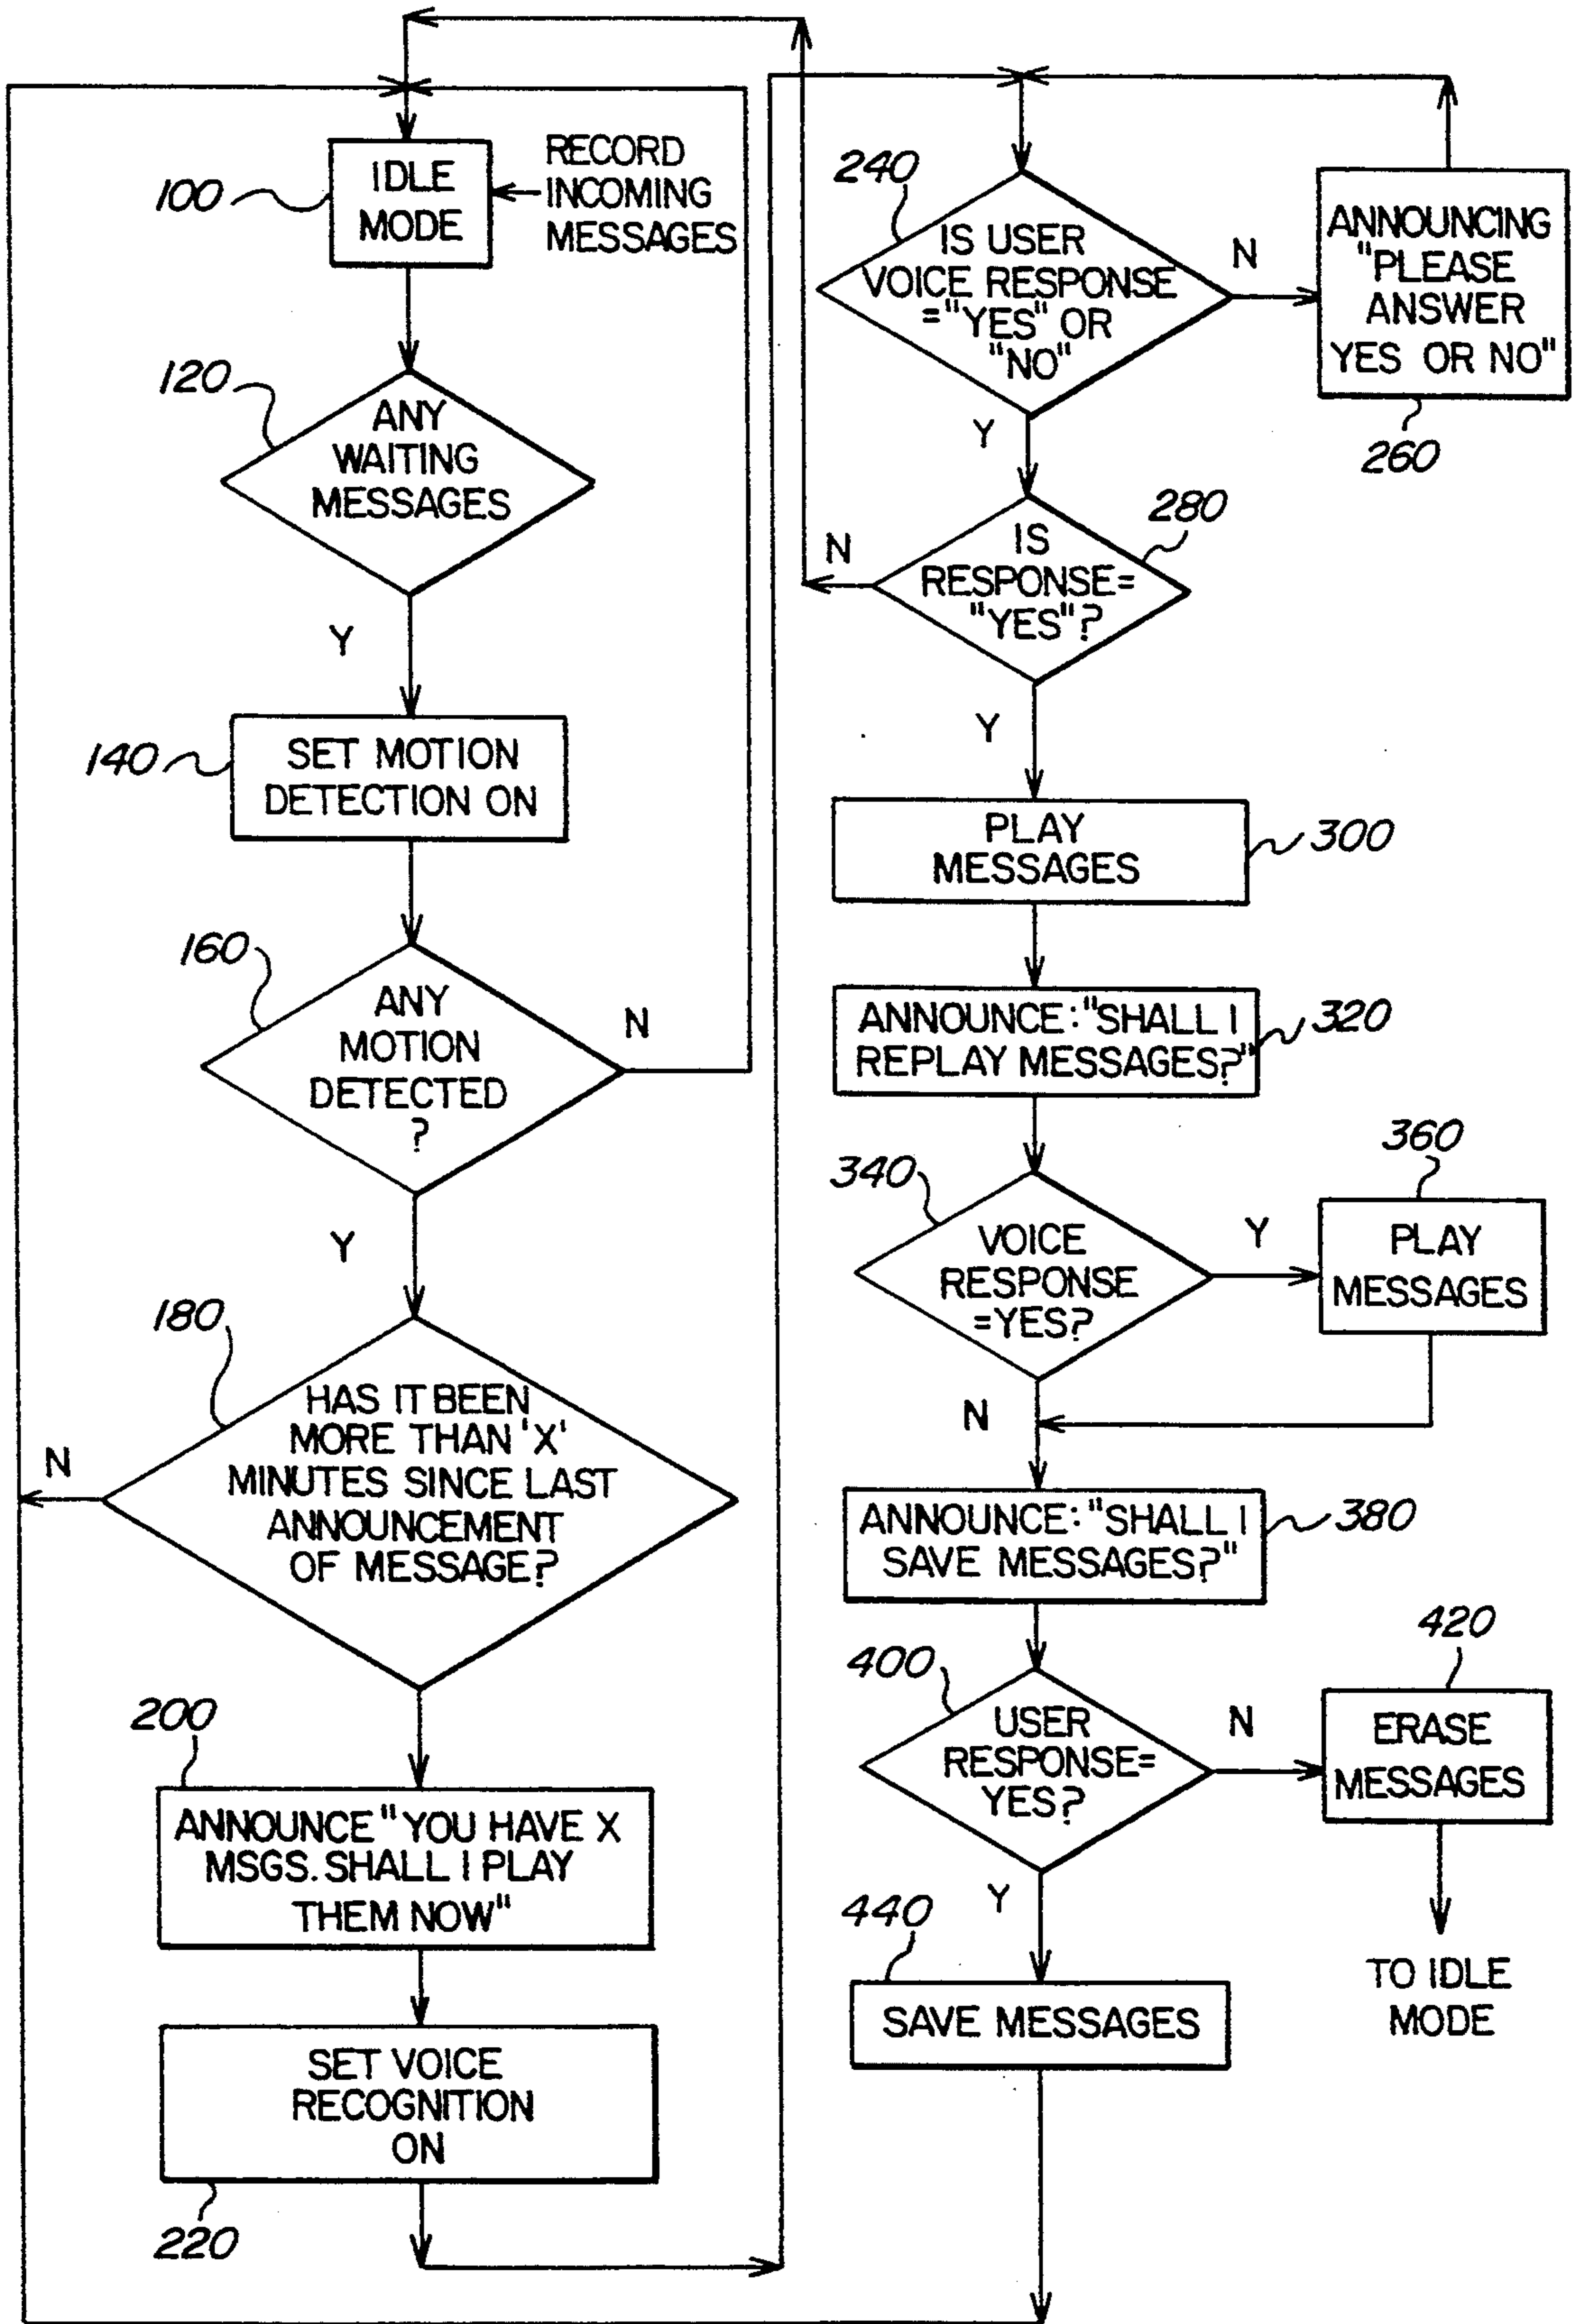 100
IDLE
MODE
RECORD
INCOMING
MESSAGES
120
ANY
WAITING
MESSAGES
Y
140
SET MOTION
DETECTION ON
160
ANY
MOTION
DETECTED
?
N
Y
180
HAS IT BEEN
MORE THAN 'X'
MINUTES SINCE LAST
ANNOUNCEMENT
OF MESSAGE?
N
200
ANNOUNCE "YOU HAVE X
MSGS. SHALL I PLAY
THEM NOW"
SET VOICE
RECOGNITION
ON
220
240
IS USER
VOICE RESPONSE
="YES" OR
"NO"
N
ANNOUNCING
"PLEASE
ANSWER
YES OR NO"
260
Y
280
IS
RESPONSE=
"YES"?
N
Y
PLAY
MESSAGES
300
ANNOUNCE: "SHALL I
REPLAY MESSAGES?"
320
340
VOICE
RESPONSE
=YES?
Y
360
PLAY
MESSAGES
N
ANNOUNCE: "SHALL I
SAVE MESSAGES?"
380
400
USER
RESPONSE=
YES?
N
420
ERASE
MESSAGES
TO IDLE
MODE
Y
440
SAVE MESSAGES